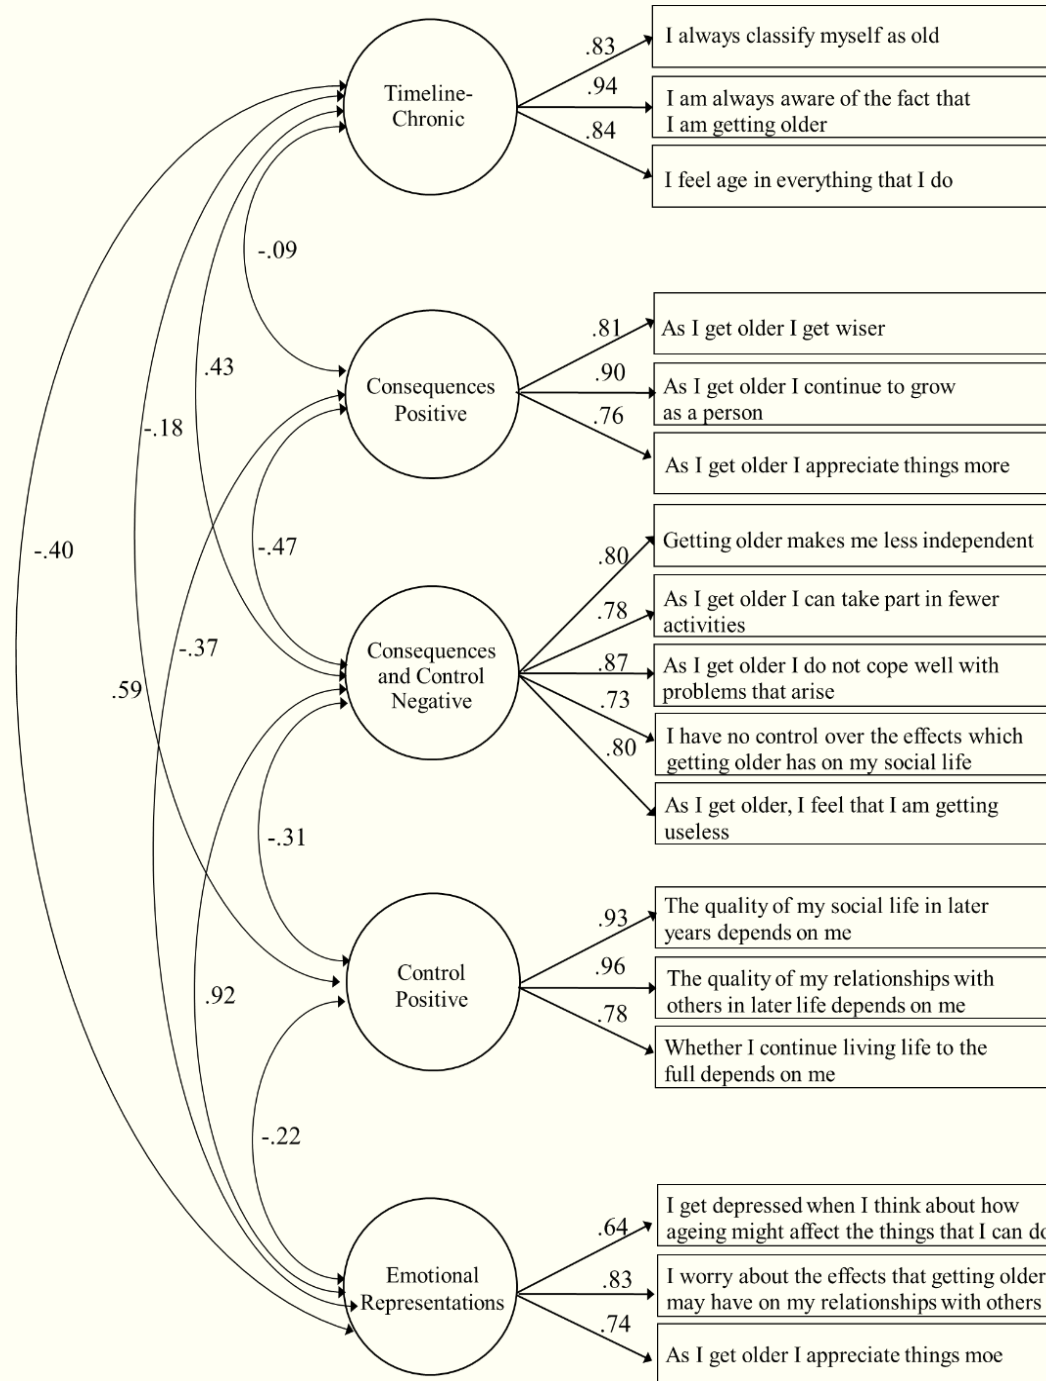 Timeline-
Chronic
.83
I always classify myself as old
.94
I am always aware of the fact that
I am getting older
.84
I feel age in everything that I do
-.09
Consequences
Positive
.81
As I get older I get wiser
.90
As I get older I continue to grow
as a person
.76
As I get older I appreciate things more
.43
-.18
-.40
-.47
Consequences
and Control
Negative
.80
Getting older makes me less independent
.78
As I get older I can take part in fewer
activities
.87
As I get older I do not cope well with
problems that arise
.73
I have no control over the effects which
getting older has on my social life
.80
As I get older, I feel that I am getting
useless
-.37
.59
-.31
Control
Positive
.93
The quality of my social life in later
years depends on me
.96
The quality of my relationships with
others in later life depends on me
.78
Whether I continue living life to the
full depends on me
.92
-.22
Emotional
Representations
.64
I get depressed when I think about how
ageing might affect the things that I can do
.83
I worry about the effects that getting older
may have on my relationships with others
.74
As I get older I appreciate things moe